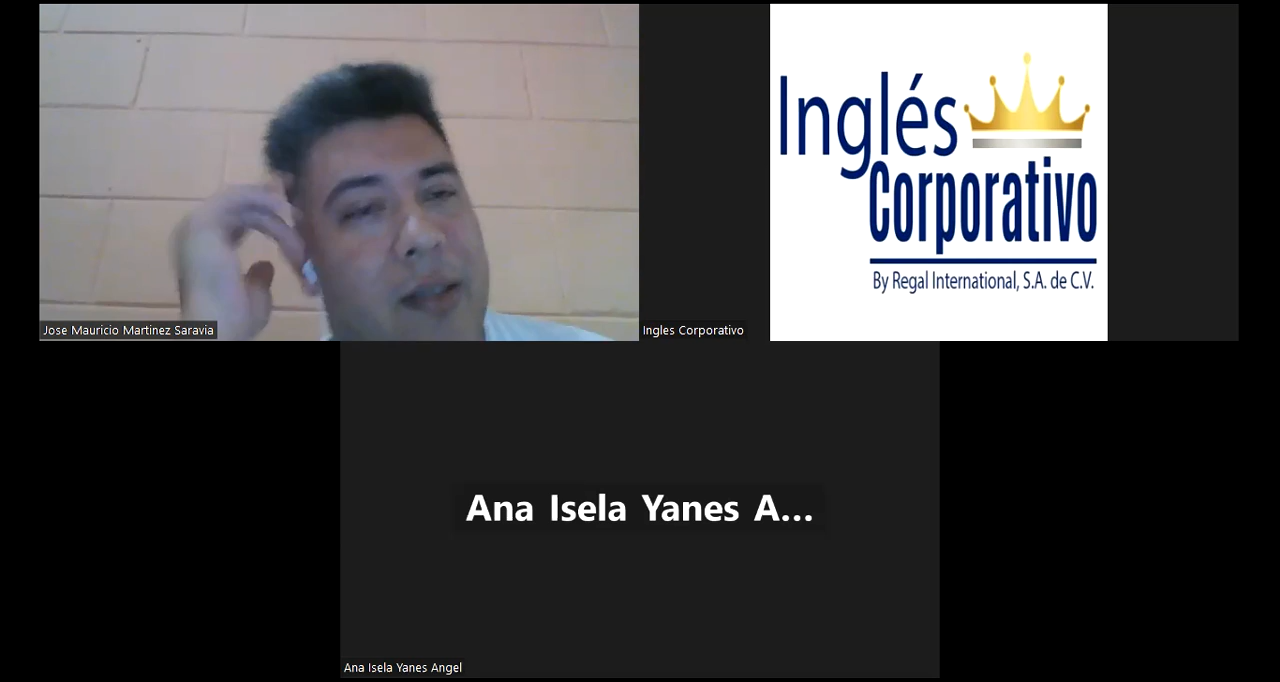 Inglés
Corporativo
By Regal International, S.A. de C.V.
Jose Mauricio Martinez Saravia
Ingles Corporativo
Ana Isela Yanes A...
Ana Isela Yanes Angel